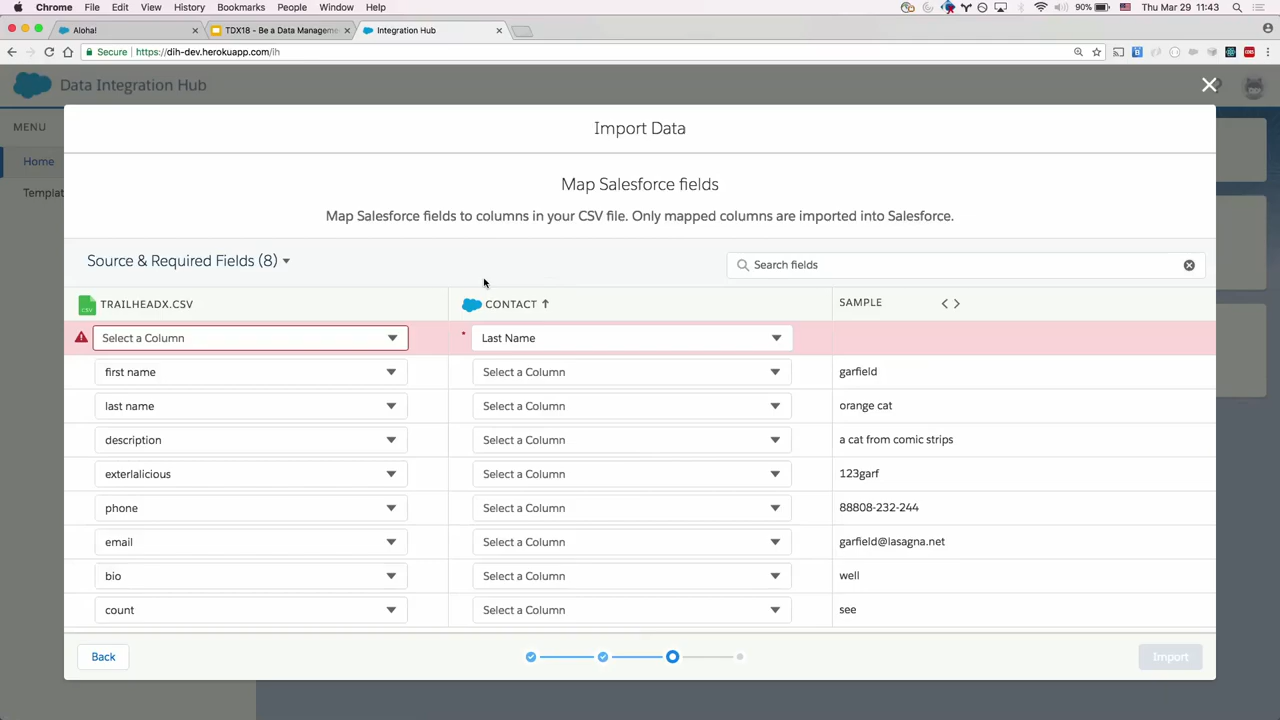 Chrome File Edit View History Bookmarks People Window Help 90% Thu Mar 29 11:43
Aloha! TDX18 - Be a Data Manageme Integration Hub
Secure https://dih-dev.herokuapp.com/ih
Data Integration Hub
MENU
Home
Templat
Import Data
Map Salesforce fields
Map Salesforce fields to columns in your CSV file. Only mapped columns are imported into Salesforce.
Source & Required Fields (8) Search fields
CSV TRAILHEADX.CSV CONTACT ↑ SAMPLE < >
Select a Column * Last Name
first name Select a Column garfield
last name Select a Column orange cat
description Select a Column a cat from comic strips
exterlalicious Select a Column 123garf
phone Select a Column 88808-232-244
email Select a Column garfield@lasagna.net
bio Select a Column well
count Select a Column see
Back Import